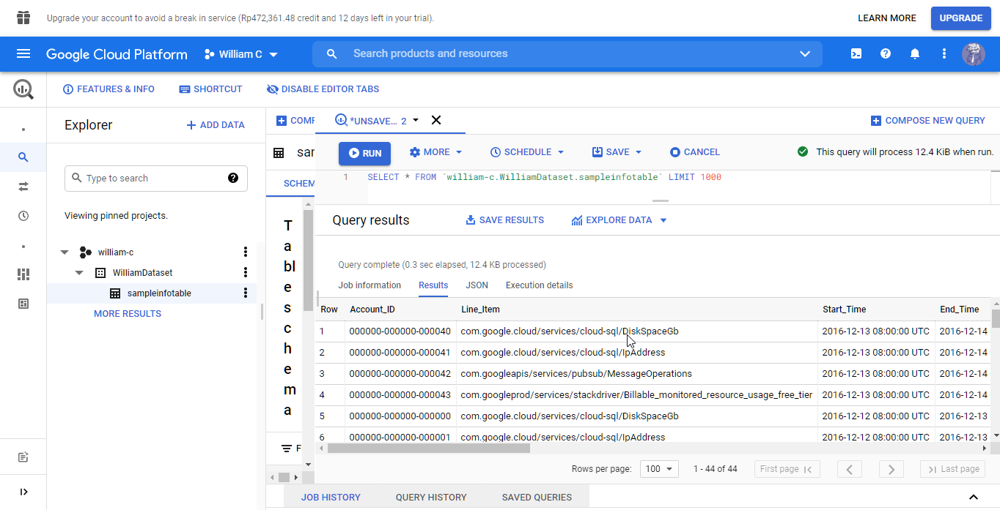 Upgrade your account to avoid a break in service (Rp472,361.48 credit and 12 days left in your trial).
LEARN MORE
UPGRADE
Google Cloud Platform
William C
Search products and resources
FEATURES & INFO
SHORTCUT
DISABLE EDITOR TABS
Explorer
+ ADD DATA
Type to search
Viewing pinned projects.
william-c
WilliamDataset
sampleinfotable
MORE RESULTS
COMP
*UNSAVE... 2
COMPOSE NEW QUERY
sar
SCHEM
T
a
bl
e
s
c
h
e
m
a
F
RUN
MORE
SCHEDULE
SAVE
CANCEL
This query will process 12.4 KiB when run.
1 SELECT * FROM `william-c.WilliamDataset.sampleinfotable` LIMIT 1000
Query results
SAVE RESULTS
EXPLORE DATA
Query complete (0.3 sec elapsed, 12.4 KB processed)
Job information Results JSON Execution details
Row Account_ID Line_Item Start_Time End_Time
1 000000-000000-000040 com.google.cloud/services/cloud-sql/DiskSpaceGb 2016-12-13 08:00:00 UTC 2016-12-14
2 000000-000000-000041 com.google.cloud/services/cloud-sql/IpAddress 2016-12-13 08:00:00 UTC 2016-12-14
3 000000-000000-000042 com.googleapis/services/pubsub/MessageOperations 2016-12-13 08:00:00 UTC 2016-12-14
4 000000-000000-000043 com.googleprod/services/stackdriver/Billable_monitored_resource_usage_free_tier 2016-12-13 08:00:00 UTC 2016-12-14
5 000000-000000-000000 com.google.cloud/services/cloud-sql/DiskSpaceGb 2016-12-12 08:00:00 UTC 2016-12-13
6 000000-000000-000001 com.google.cloud/services/cloud-sql/IpAddress 2016-12-12 08:00:00 UTC 2016-12-13
Rows per page: 100 1 - 44 of 44 First page Last page
JOB HISTORY QUERY HISTORY SAVED QUERIES